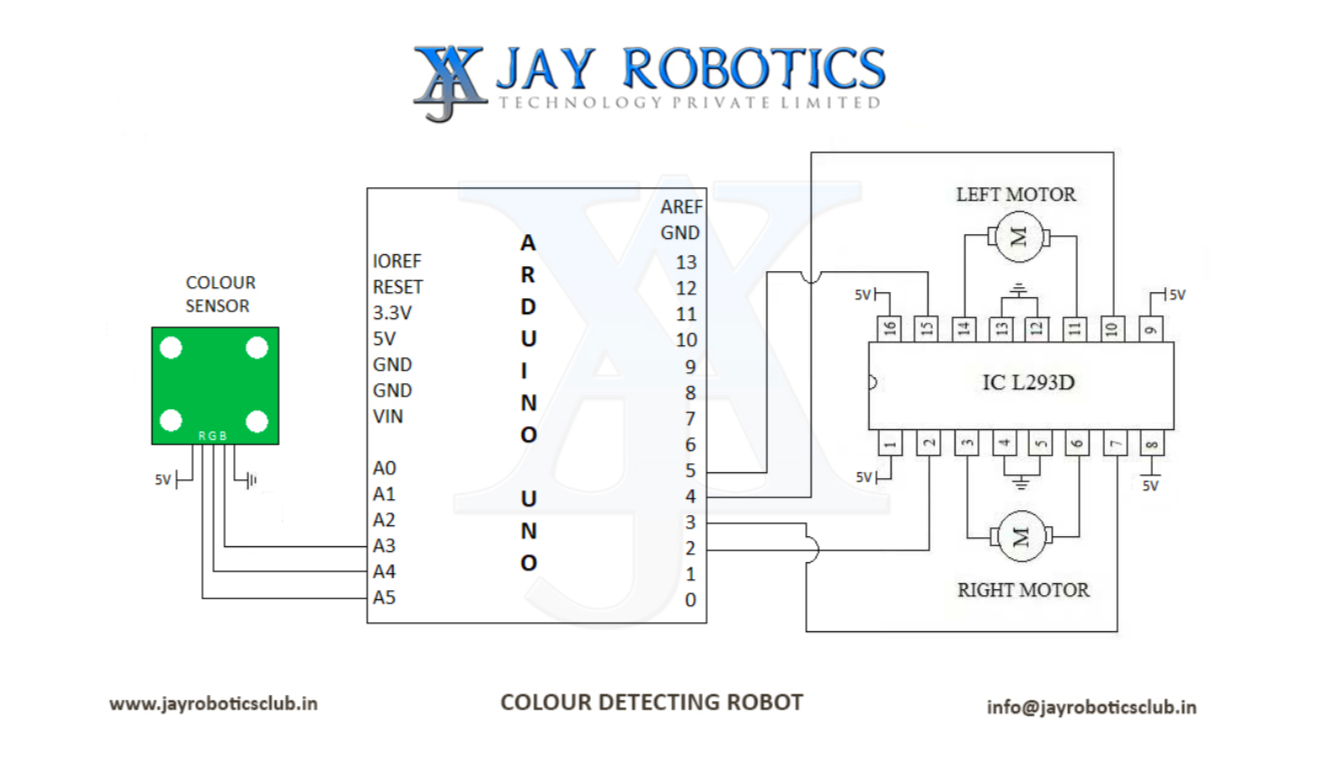 JAY ROBOTICS
TECHNOLOGY PRIVATE LIMITED
COLOUR
SENSOR
R G B
5V
IOREF
RESET
3.3V
5V
GND
GND
VIN
A0
A1
A2
A3
A4
A5
ARDUINO UNO
AREF
GND
13
12
11
10
9
8
7
6
5
4
3
2
1
0
LEFT MOTOR
M
5V
5V
16 15 14 13 12 11 10 9
IC L293D
1 2 3 4 5 6 7 8
5V
5V
M
RIGHT MOTOR
www.jayroboticsclub.in
COLOUR DETECTING ROBOT
info@jayroboticsclub.in